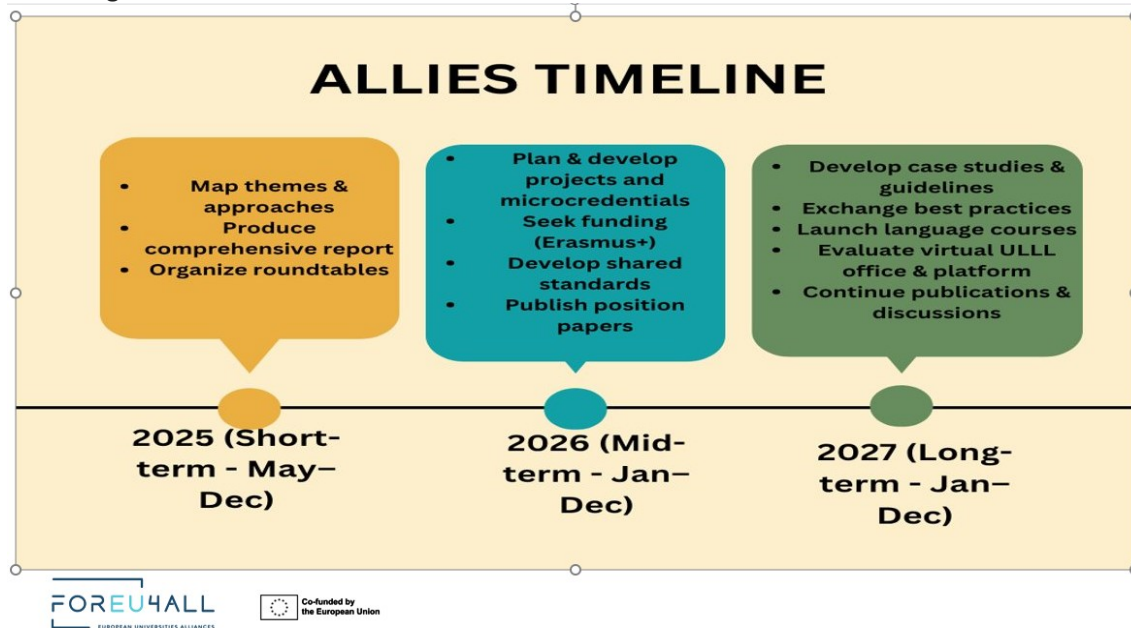 ALLIES TIMELINE
• Map themes &
approaches
• Produce
comprehensive report
• Organize roundtables
• Plan & develop
projects and
microcredentials
• Seek funding
(Erasmus+)
• Develop shared
standards
• Publish position
papers
• Develop case studies &
guidelines
• Exchange best practices
• Launch language courses
• Evaluate virtual ULLL
office & platform
• Continue publications &
discussions
2025 (Short-
term - May–
Dec)
2026 (Mid-
term - Jan–
Dec)
2027 (Long-
term - Jan–
Dec)
FOREU4ALL
EUROPEAN UNIVERSITIES ALLIANCES
Co-funded by
the European Union